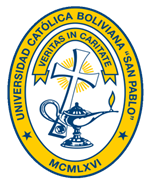 UNIVERSIDAD CATÓLICA BOLIVIANA "SAN PABLO"
VERITAS IN CARITATE
MCMLXVI